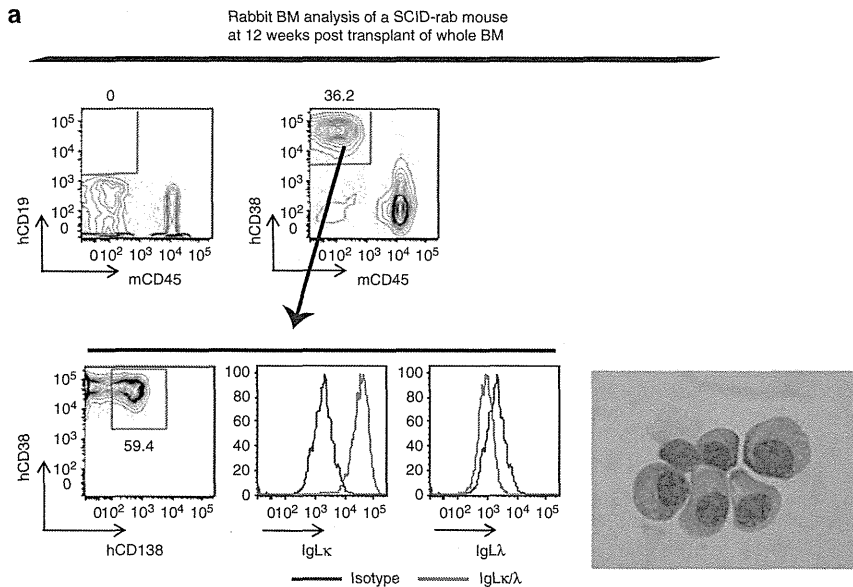 a
Rabbit BM analysis of a SCID-rab mouse
at 12 weeks post transplant of whole BM
0
36.2
10⁵
10⁴
10³
10²
0
hCD19
0 10² 10³ 10⁴ 10⁵
mCD45
10⁵
10⁴
10³
10²
0
hCD38
0 10² 10³ 10⁴ 10⁵
mCD45
10⁵
10⁴
10³
10²
0
hCD38
59.4
0 10² 10³ 10⁴ 10⁵
hCD138
100
80
60
40
20
0
0 10² 10³ 10⁴ 10⁵
IgLκ
100
80
60
40
20
0
0 10² 10³ 10⁴ 10⁵
IgLλ
Isotype
IgLκ/λ